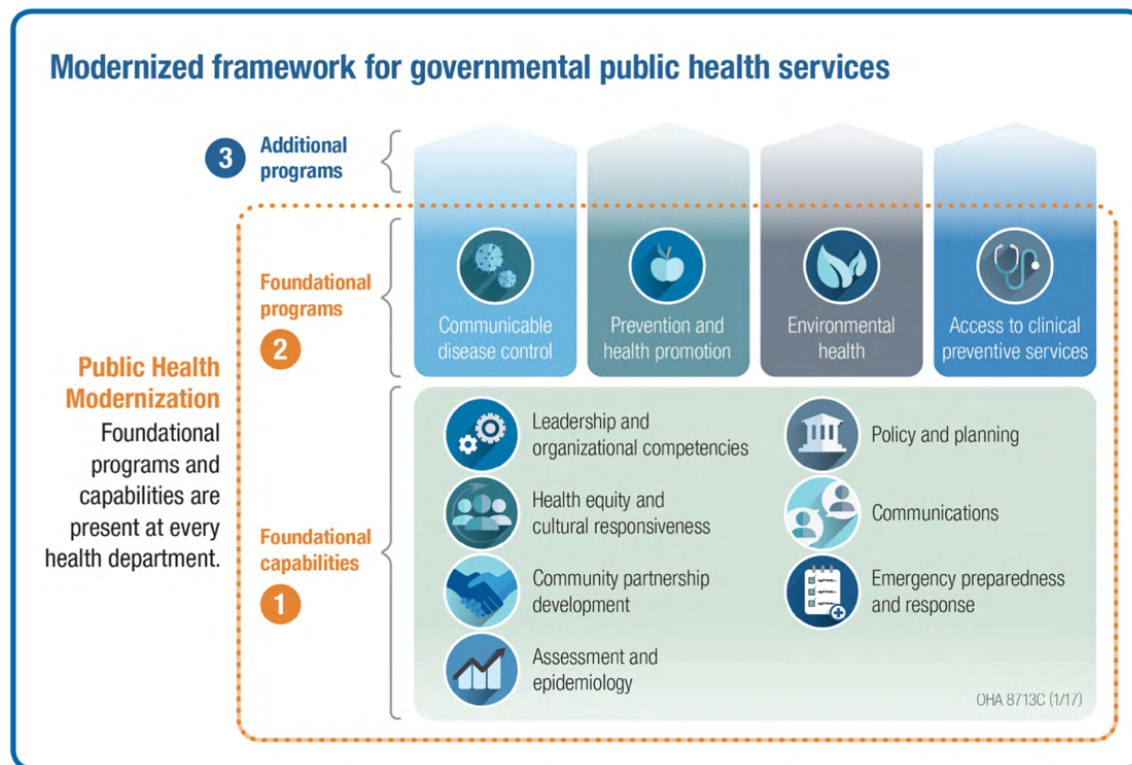 Modernized framework for governmental public health services
3
Additional
programs
Foundational
programs
2
Communicable
disease control
Prevention and
health promotion
Environmental
health
Access to clinical
preventive services
Public Health
Modernization
Foundational
programs and
capabilities are
present at every
health department.
Foundational
capabilities
1
Leadership and
organizational competencies
Health equity and
cultural responsiveness
Community partnership
development
Assessment and
epidemiology
Policy and planning
Communications
Emergency preparedness
and response
OHA 8713C (1/17)